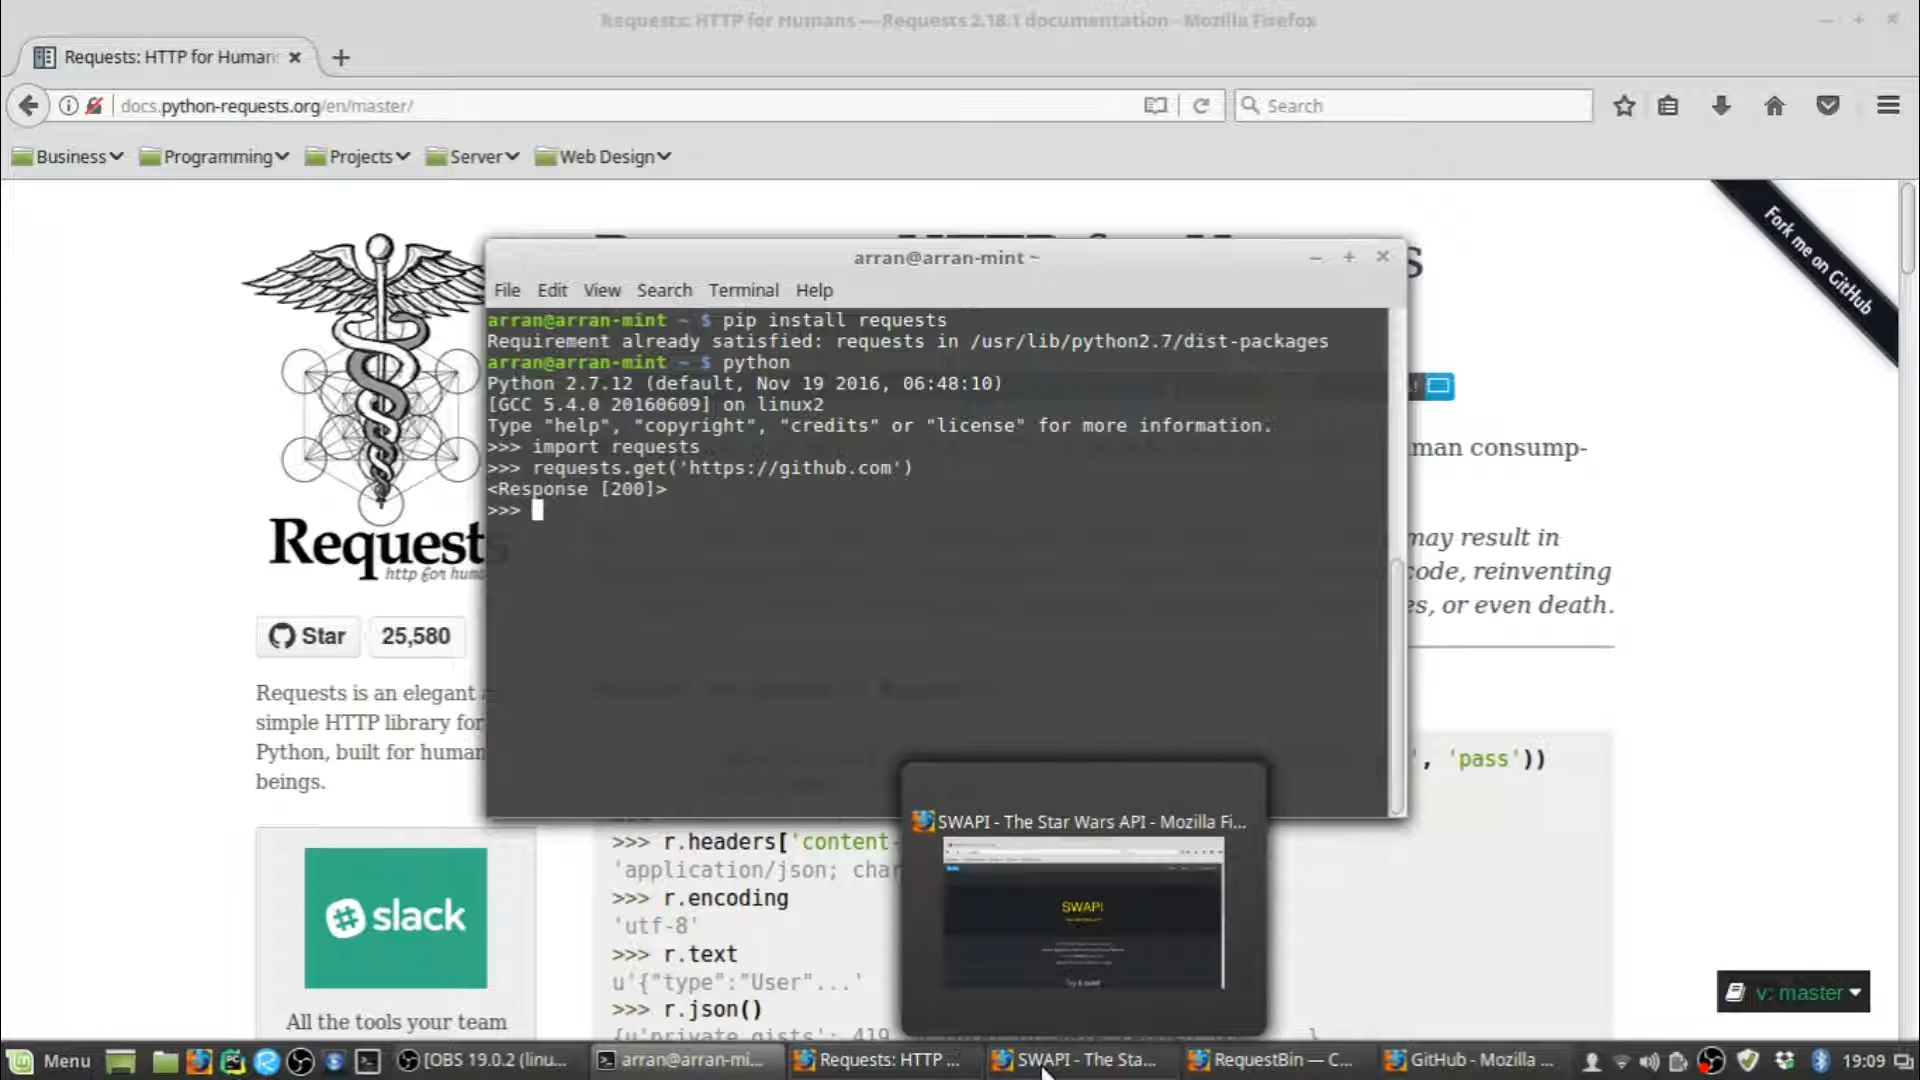 Requests: HTTP for Humans — Requests 2.18.1 documentation - Mozilla Firefox
Requests: HTTP for Human
docs.python-requests.org/en/master/
Search
Business
Programming
Projects
Server
Web Design
Fork me on GitHub
arran@arran-mint ~
File Edit View Search Terminal Help
arran@arran-mint ~ $ pip install requests
Requirement already satisfied: requests in /usr/lib/python2.7/dist-packages
arran@arran-mint ~ $ python
Python 2.7.12 (default, Nov 19 2016, 06:48:10)
[GCC 5.4.0 20160609] on linux2
Type "help", "copyright", "credits" or "license" for more information.
>>> import requests
>>> requests.get('https://github.com')
<Response [200]>
>>>
man consump-
may result in
code, reinventing
es, or even death.
Requests
http for hum
Star
25,580
Requests is an elegant
simple HTTP library for
Python, built for human
beings.
slack
All the tools your team
', 'pass'))
>>> r.headers['content-
'application/json; char
>>> r.encoding
'utf-8'
>>> r.text
u'{"type":"User"...'
>>> r.json()
{u'private_gists': 419
SWAPI - The Star Wars API - Mozilla Fi...
SWAPI
v: master
Menu
[OBS 19.0.2 (linu...
arran@arran-mi...
Requests: HTTP ...
SWAPI - The Sta...
RequestBin — C...
GitHub - Mozilla ...
19:09